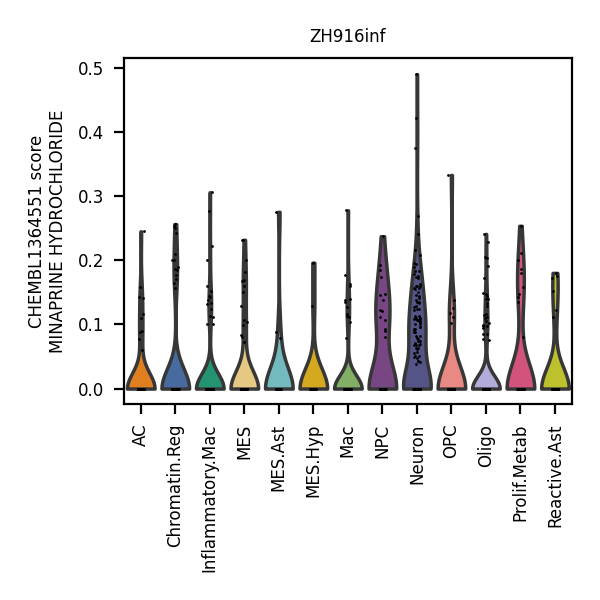 ZH916inf
CHEMBL1364551 score
MINAPRINE HYDROCHLORIDE
0.5
0.4
0.3
0.2
0.1
0.0
AC
Chromatin.Reg
Inflammatory.Mac
MES
MES.Ast
MES.Hyp
Mac
NPC
Neuron
OPC
Oligo
Prolif.Metab
Reactive.Ast